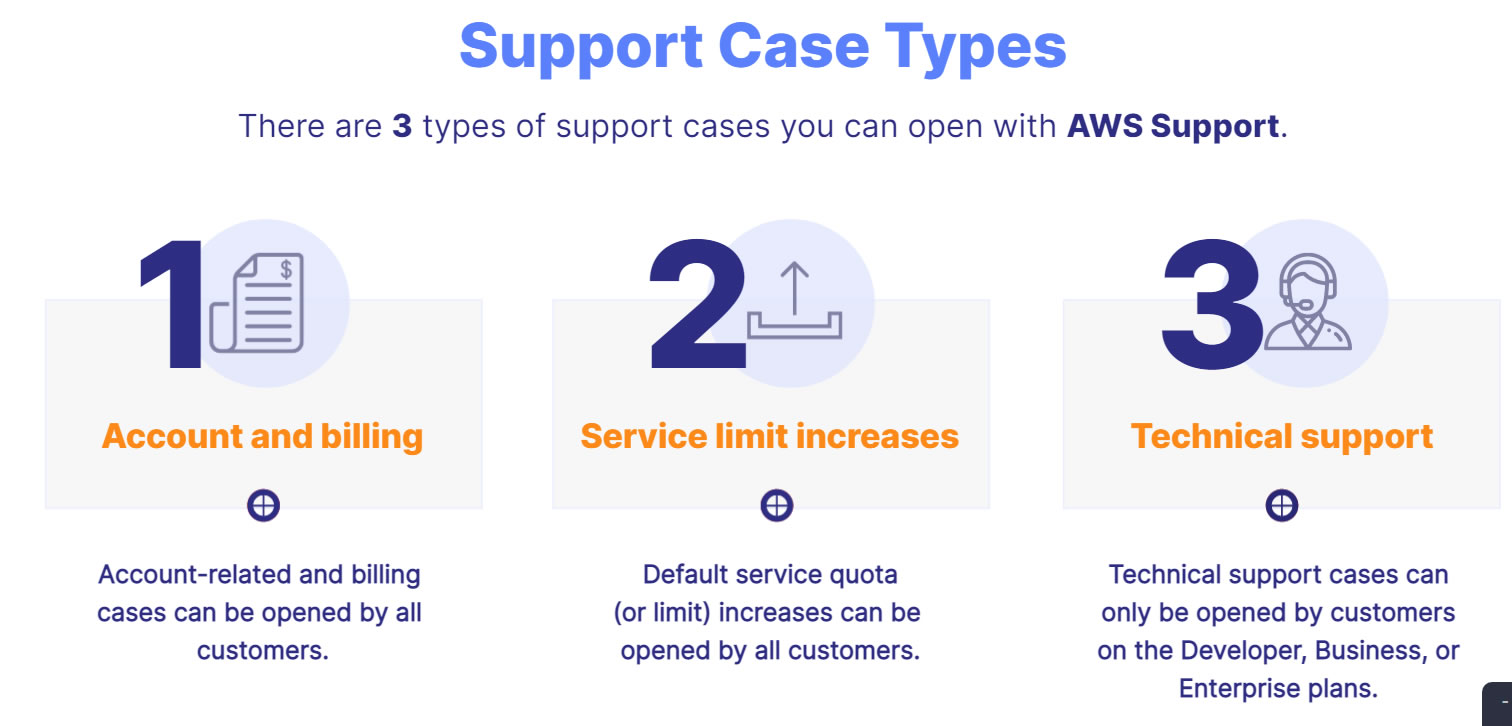 Support Case Types
There are 3 types of support cases you can open with AWS Support.
1
$
Account and billing
Account-related and billing
cases can be opened by all
customers.
2
Service limit increases
Default service quota
(or limit) increases can be
opened by all customers.
3
Technical support
Technical support cases can
only be opened by customers
on the Developer, Business, or
Enterprise plans.